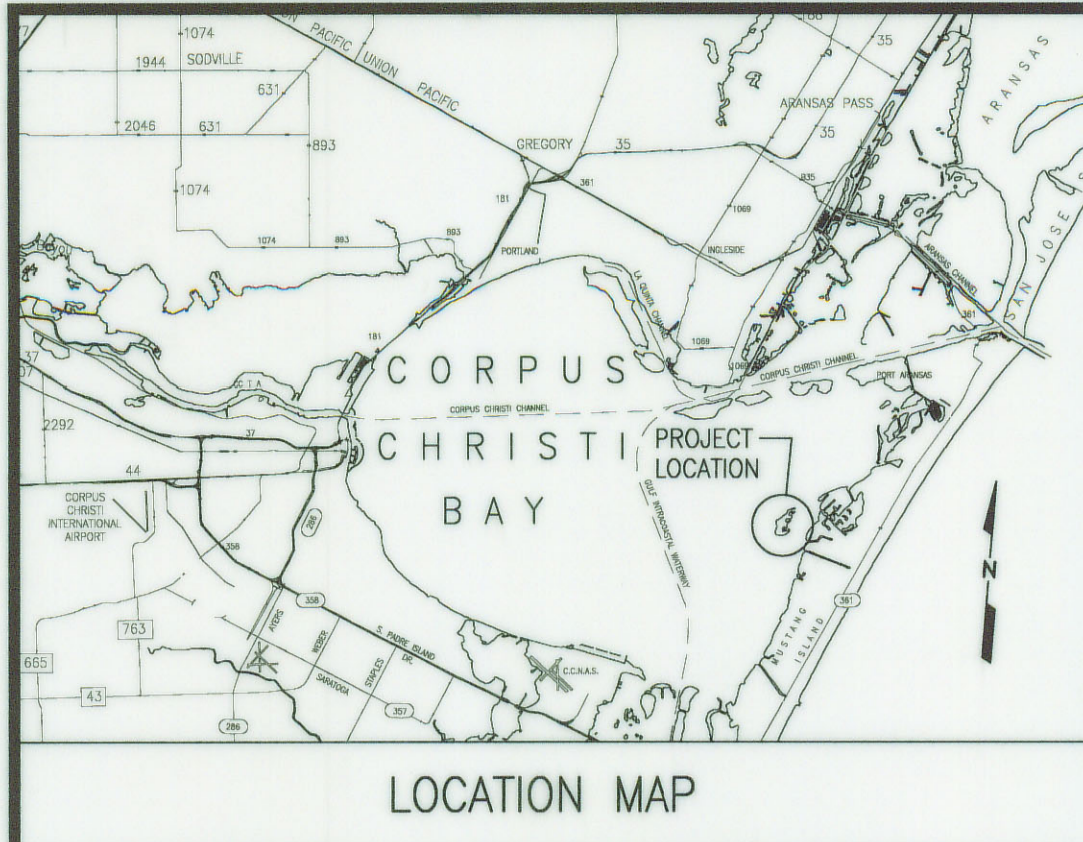 1074
1944 SODVILLE
631
2046 631
893
1074
1074 893
893
PACIFIC UNION PACIFIC
GREGORY
35
181
361
PORTLAND
35
ARANSAS PASS
35
935
1069
INGLESIDE
LA QUINTA CHANNEL
1069
1069
ARANSAS
SAN JOSE
ARANSAS CHANNEL
361
CORPUS CHRISTI CHANNEL
PORT ARANSAS
181
CORPUS
CHRISTI
BAY
CORPUS CHRISTI CHANNEL
GULF INTRACOASTAL WATERWAY
PROJECT
LOCATION
37
2292
37
44
CORPUS
CHRISTI
INTERNATIONAL
AIRPORT
286
358
358
763
665
43
AYERS
WEBER
STAPLES
S. PADRE ISLAND
DR.
SARATOGA
357
286
C.C.N.A.S.
361
MUSTANG
ISLAND
N
LOCATION MAP